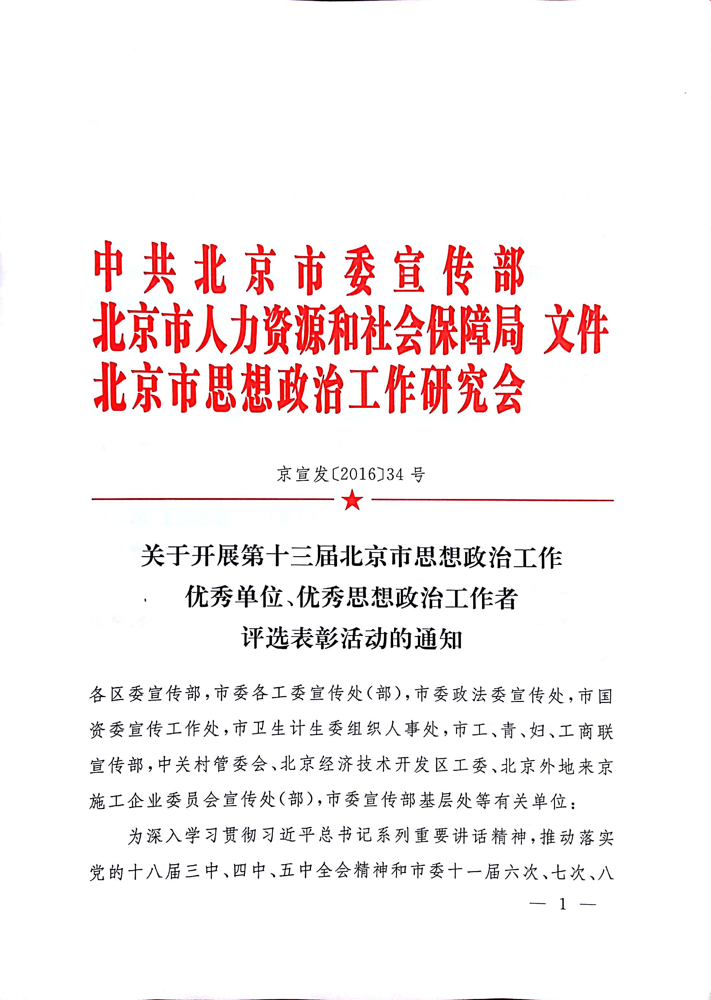 中共北京市委宣传部
北京市人力资源和社会保障局 文件
北京市思想政治工作研究会
京宣发〔2016〕34 号
关于开展第十三届北京市思想政治工作
优秀单位、优秀思想政治工作者
评选表彰活动的通知
各区委宣传部,市委各工委宣传处(部),市委政法委宣传处,市国
资委宣传工作处,市卫生计生委组织人事处,市工、青、妇、工商联
宣传部,中关村管委会、北京经济技术开发区工委、北京外地来京
施工企业委员会宣传处(部),市委宣传部基层处等有关单位:
为深入学习贯彻习近平总书记系列重要讲话精神,推动落实
党的十八届三中、四中、五中全会精神和市委十一届六次、七次、八
— 1 —